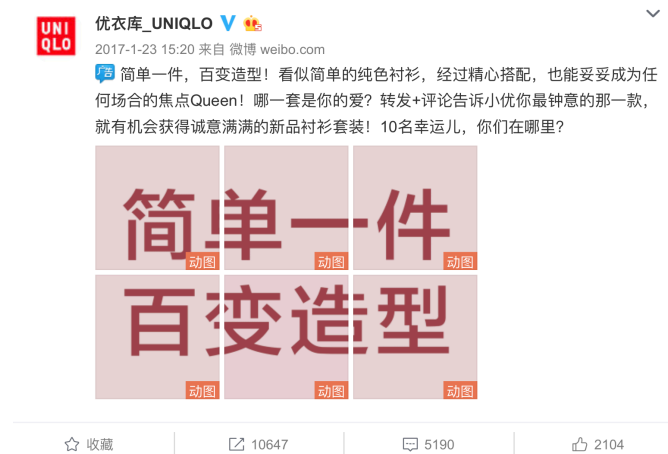 UNI
QLO
优衣库_UNIQLO
2017-1-23 15:20 来自 微博 weibo.com
广告 简单一件，百变造型！看似简单的纯色衬衫，经过精心搭配，也能妥妥成为任
何场合的焦点Queen！哪一套是你的爱？转发+评论告诉小优你最钟意的那一款，
就有机会获得诚意满满的新品衬衫套装！10名幸运儿，你们在哪里？
简单一件
动图 动图 动图
百变造型
动图 动图 动图
收藏 10647 5190 2104